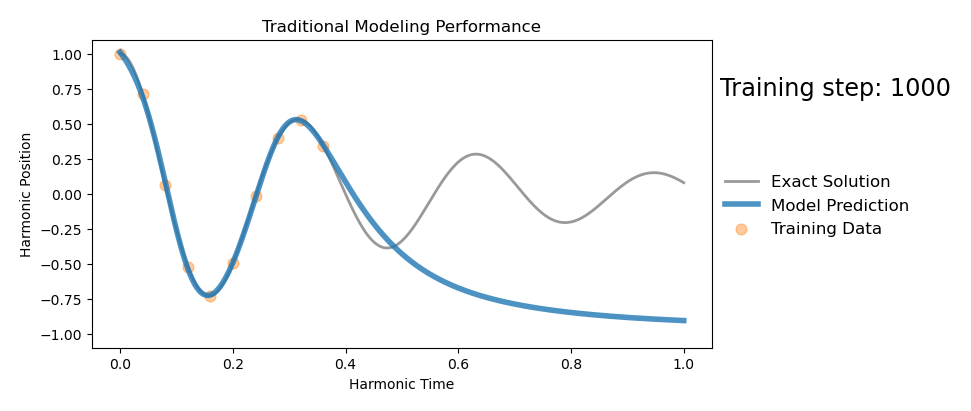 Traditional Modeling Performance
Training step: 1000
Harmonic Position
1.00
0.75
0.50
0.25
0.00
−0.25
−0.50
−0.75
−1.00
0.0 0.2 0.4 0.6 0.8 1.0
Harmonic Time
Exact Solution
Model Prediction
Training Data